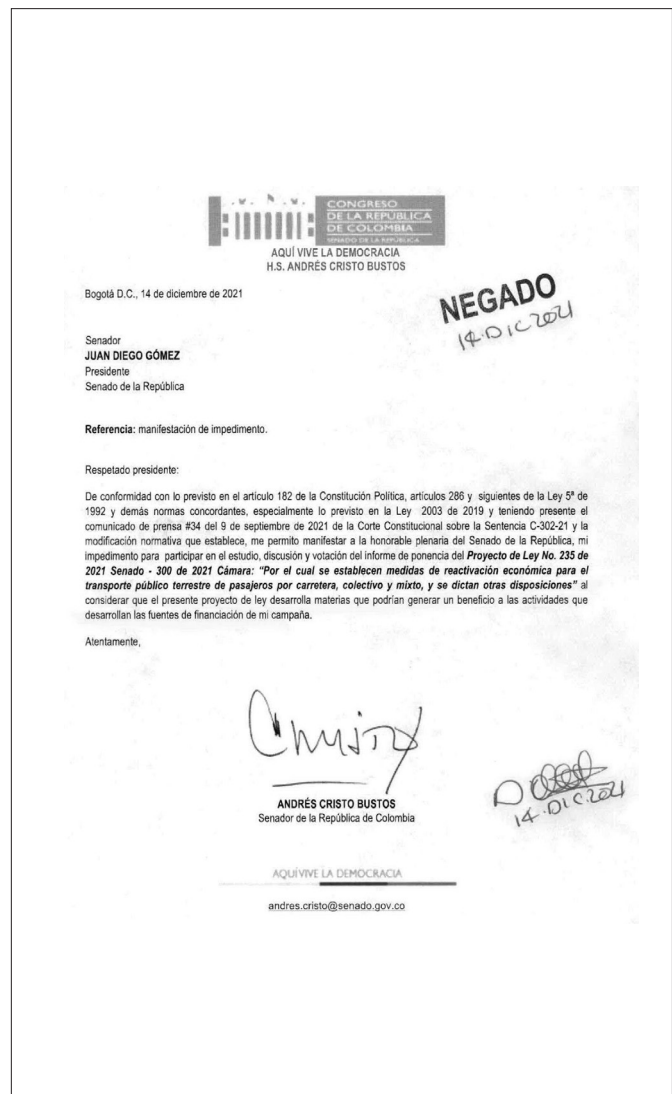 CONGRESO
DE LA REPÚBLICA
DE COLOMBIA
SENADO DE LA REPÚBLICA
AQUÍ VIVE LA DEMOCRACIA
H.S. ANDRÉS CRISTO BUSTOS
Bogotá D.C., 14 de diciembre de 2021
NEGADO
14.DIC 2021
Senador
JUAN DIEGO GÓMEZ
Presidente
Senado de la República
Referencia: manifestación de impedimento.
Respetado presidente:
De conformidad con lo previsto en el artículo 182 de la Constitución Política, artículos 286 y siguientes de la Ley 5ª de
1992 y demás normas concordantes, especialmente lo previsto en la Ley 2003 de 2019 y teniendo presente el
comunicado de prensa #34 del 9 de septiembre de 2021 de la Corte Constitucional sobre la Sentencia C-302-21 y la
modificación normativa que establece, me permito manifestar a la honorable plenaria del Senado de la República, mi
impedimento para participar en el estudio, discusión y votación del informe de ponencia del Proyecto de Ley No. 235 de
2021 Senado - 300 de 2021 Cámara: “Por el cual se establecen medidas de reactivación económica para el
transporte público terrestre de pasajeros por carretera, colectivo y mixto, y se dictan otras disposiciones” al
considerar que el presente proyecto de ley desarrolla materias que podrían generar un beneficio a las actividades que
desarrollan las fuentes de financiación de mi campaña.
Atentamente,
Cristo
ANDRÉS CRISTO BUSTOS
Senador de la República de Colombia
14.DIC.2021
AQUÍ VIVE LA DEMOCRACIA
andres.cristo@senado.gov.co